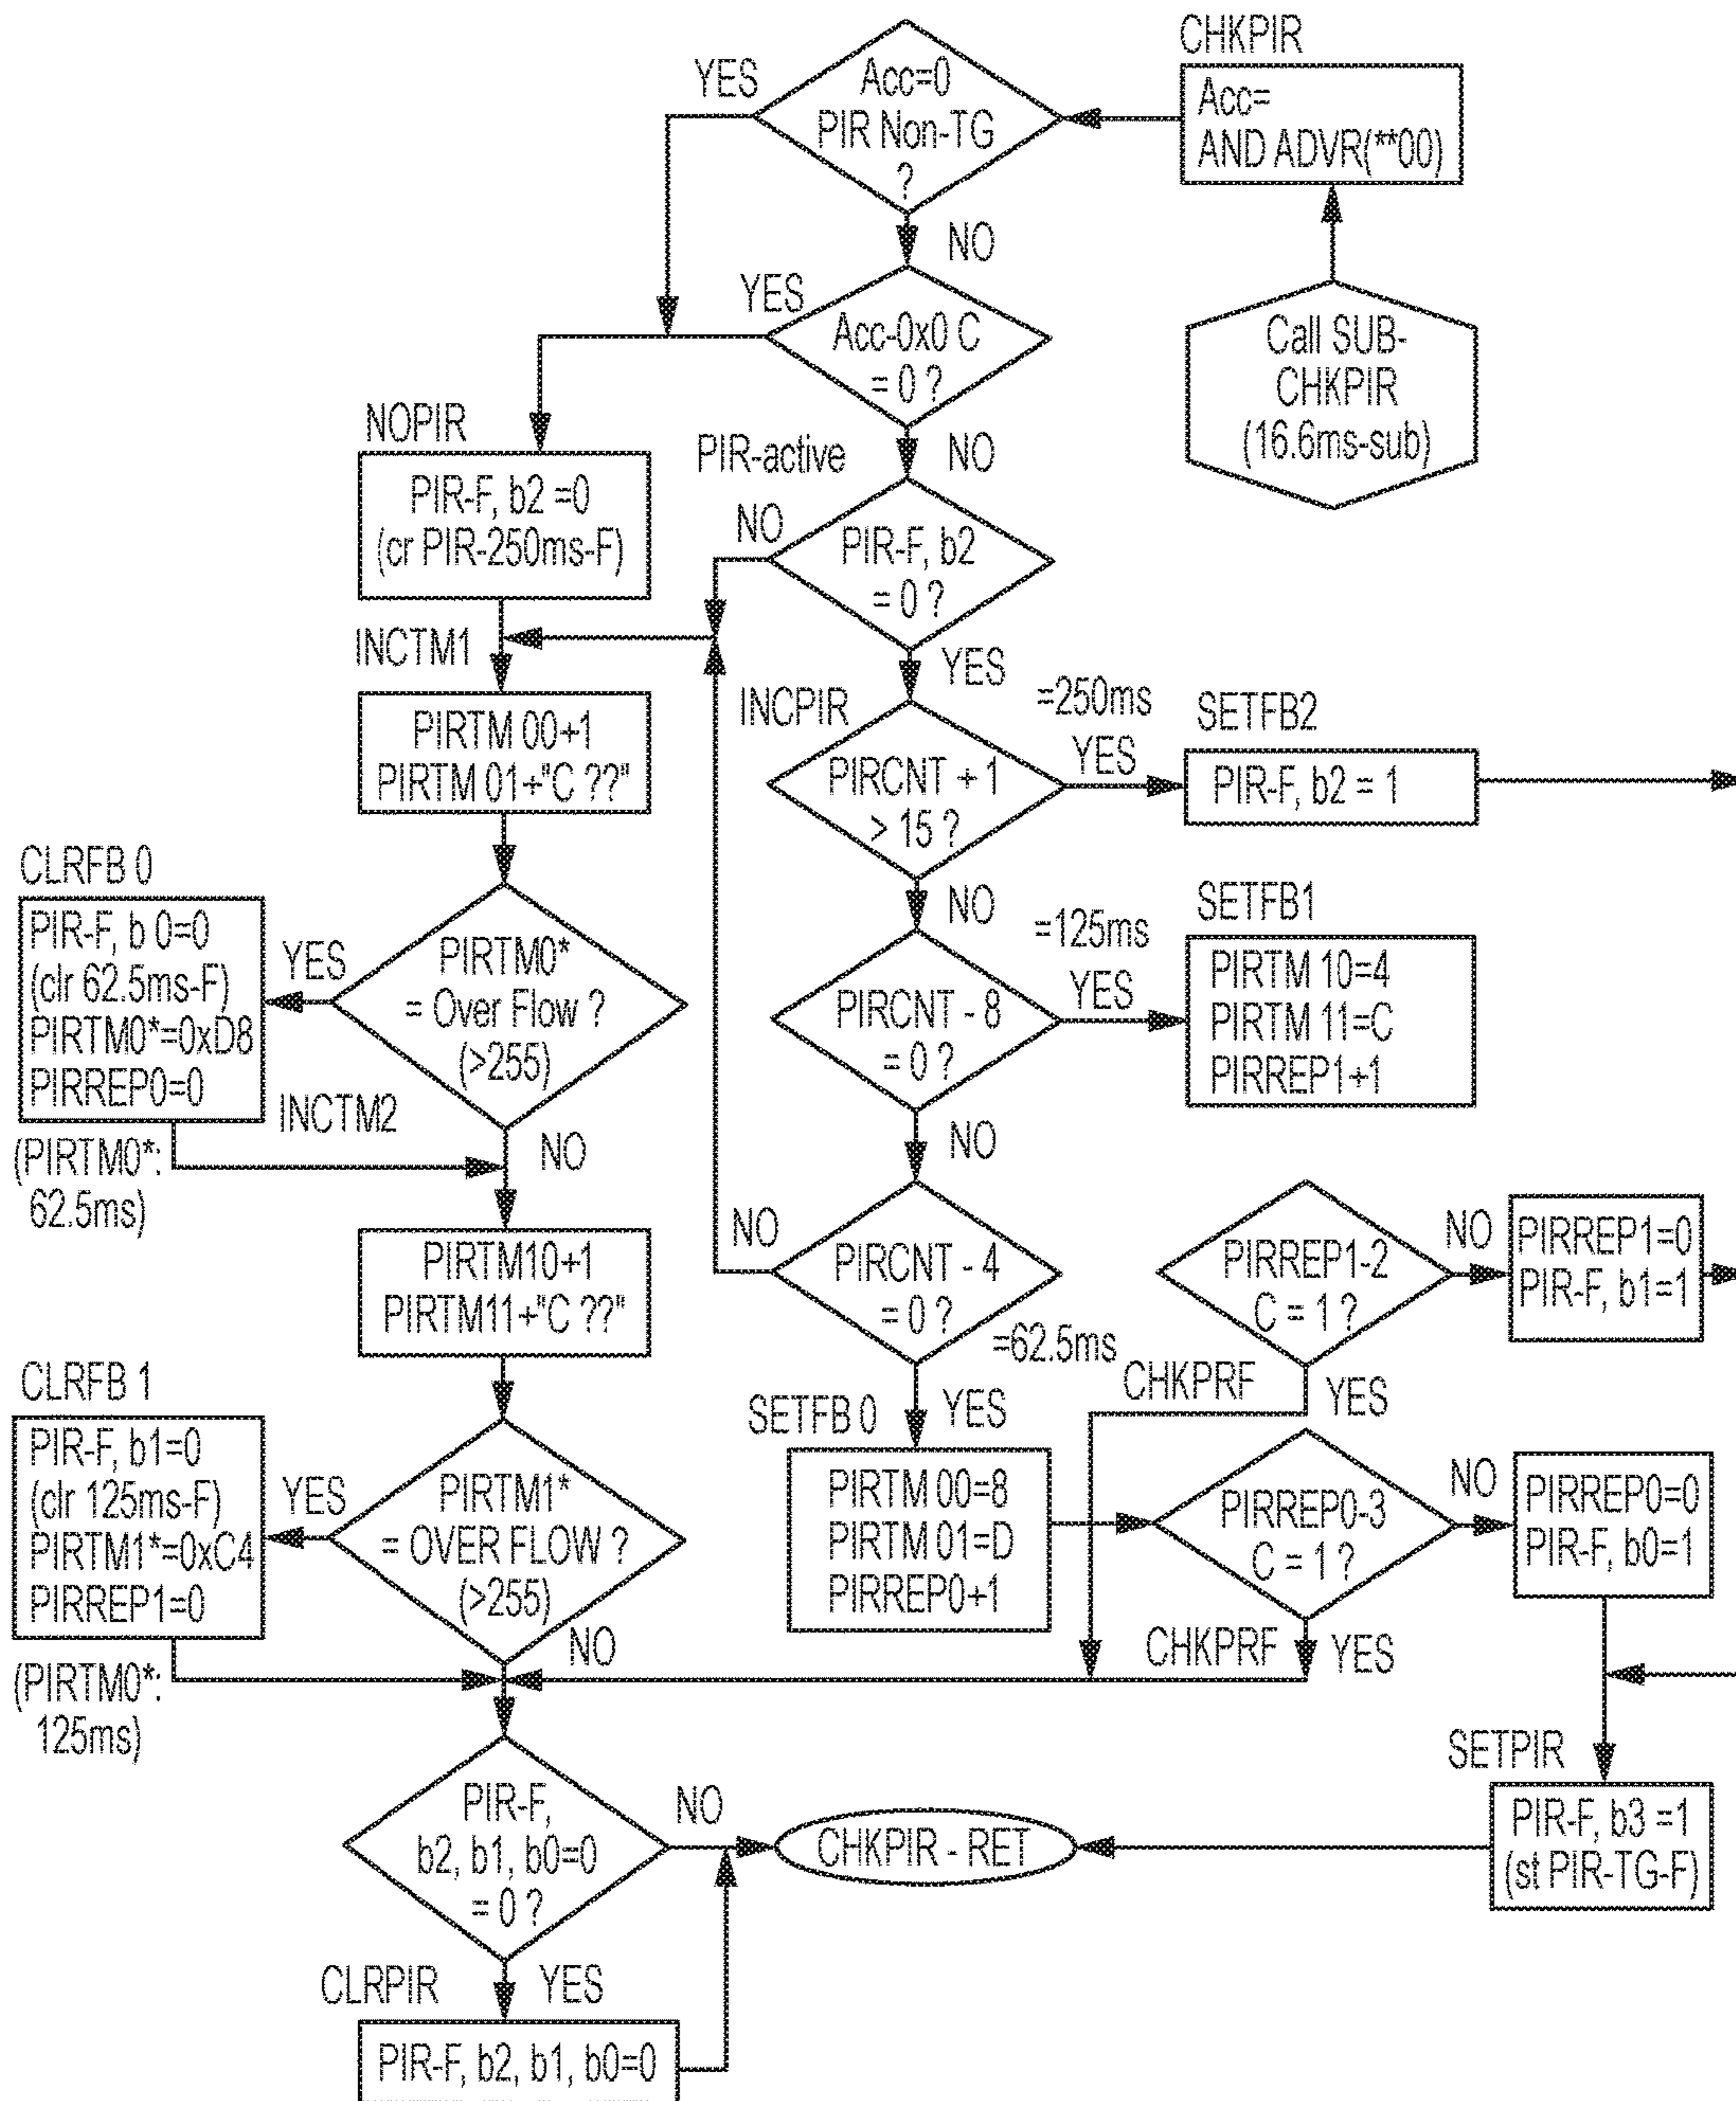 CHKPIR
Acc=
AND ADVR(**00)
YES
Acc=0
PIR Non-TG
?
NO
Call SUB-
CHKPIR
(16.6ms-sub)
YES
Acc-0x0 C
= 0 ?
NO
NOPIR
PIR-F, b2 =0
(cr PIR-250ms-F)
PIR-active
NO
PIR-F, b2
= 0 ?
YES
INCTM1
PIRTM 00+1
PIRTM 01+"C ??"
INCPIR
PIRCNT + 1
> 15 ?
=250ms
YES
SETFB2
PIR-F, b2 = 1
NO
CLRFB 0
PIR-F, b 0=0
(clr 62.5ms-F)
PIRTM0*=0xD8
PIRREP0=0
YES
PIRTM0*
= Over Flow ?
(>255)
INCTM2
NO
(PIRTM0*:
62.5ms)
=125ms
YES
PIRCNT - 8
= 0 ?
SETFB1
PIRTM 10=4
PIRTM 11=C
PIRREP1+1
NO
PIRTM10+1
PIRTM11+"C ??"
NO
PIRCNT - 4
= 0 ?
=62.5ms
YES
PIRREP1-2
C = 1 ?
NO
PIRREP1=0
PIR-F, b1=1
CHKPRF
YES
CLRFB 1
PIR-F, b1=0
(clr 125ms-F)
PIRTM1*=0xC4
PIRREP1=0
YES
PIRTM1*
= OVER FLOW ?
(>255)
NO
(PIRTM0*:
125ms)
SETFB 0
PIRTM 00=8
PIRTM 01=D
PIRREP0+1
PIRREP0-3
C = 1 ?
NO
PIRREP0=0
PIR-F, b0=1
CHKPRF
YES
PIR-F,
b2, b1, b0=0
= 0 ?
NO
CHKPIR - RET
SETPIR
PIR-F, b3 =1
(st PIR-TG-F)
CLRPIR
YES
PIR-F, b2, b1, b0=0